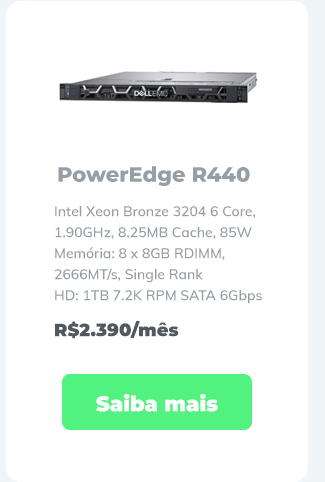 DELL EMC
PowerEdge R440
Intel Xeon Bronze 3204 6 Core,
1.90GHz, 8.25MB Cache, 85W
Memória: 8 x 8GB RDIMM,
2666MT/s, Single Rank
HD: 1TB 7.2K RPM SATA 6Gbps
R$2.390/mês
Saiba mais